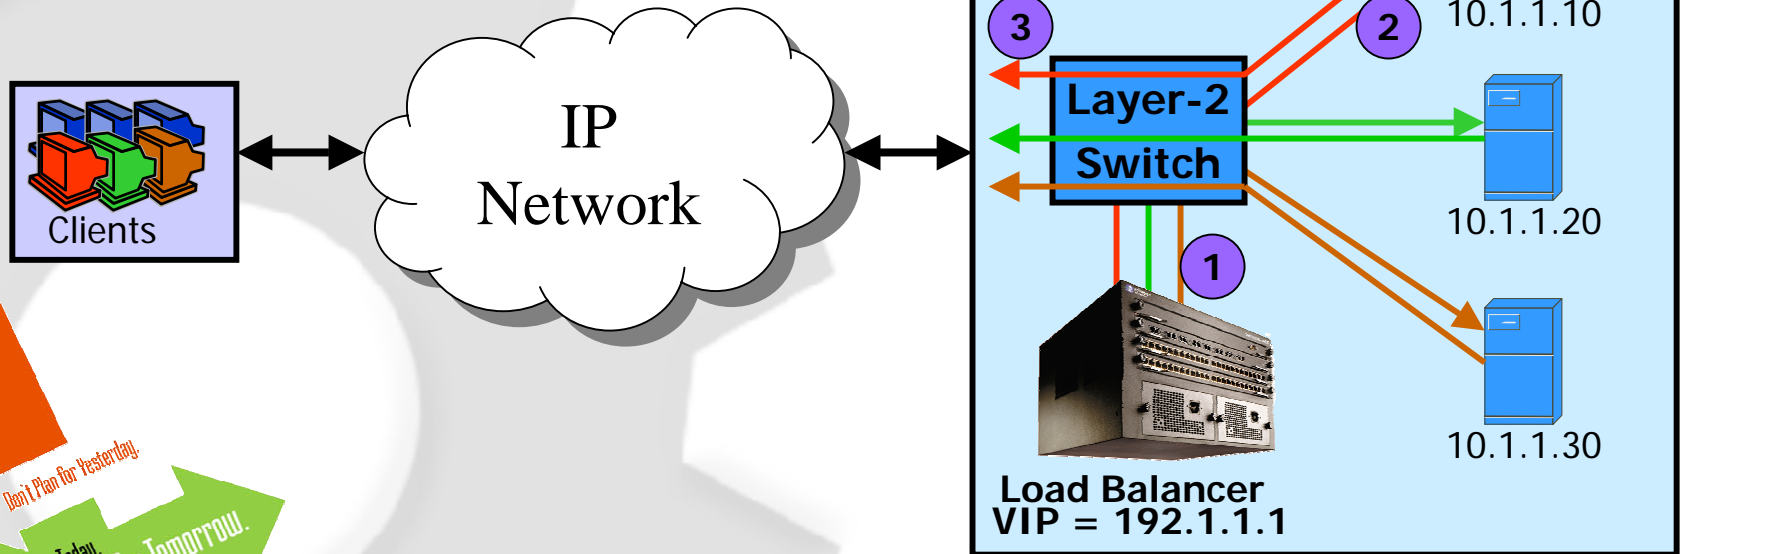 3
2
10.1.1.10
Layer-2
Switch
IP
Network
Clients
10.1.1.20
1
10.1.1.30
Load Balancer
VIP = 192.1.1.1
Don't Plan for Yesterday.
Today.
Tomorrow.